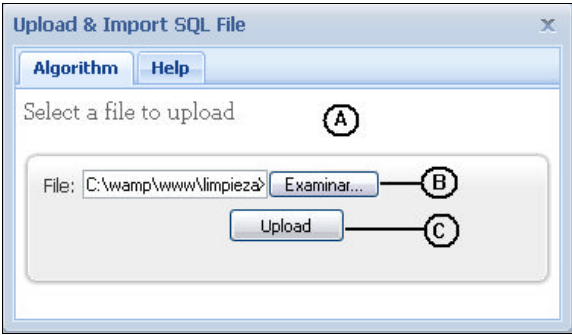 Upload & Import SQL File x
Algorithm Help
Select a file to upload A
File: C:\wamp\www\limpieza> Examinar... B
Upload C